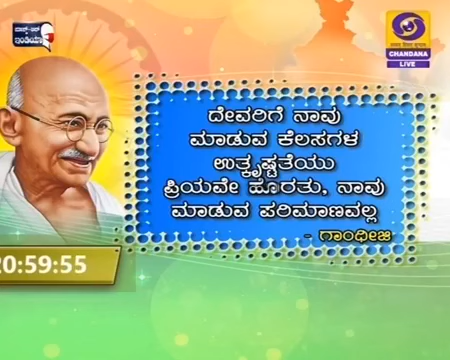 ಇಂಡಿಯಾ
CHANDANA
LIVE
ದೇವರಿಗೆ ನಾವು
ಮಾಡುವ ಕೆಲಸಗಳ
ಉತ್ಕೃಷ್ಟತೆಯು
ಪ್ರಿಯವೇ ಹೊರತು, ನಾವು
ಮಾಡುವ ಪರಿಮಾಣವಲ್ಲ
- ಗಾಂಧೀಜಿ
20:59:55